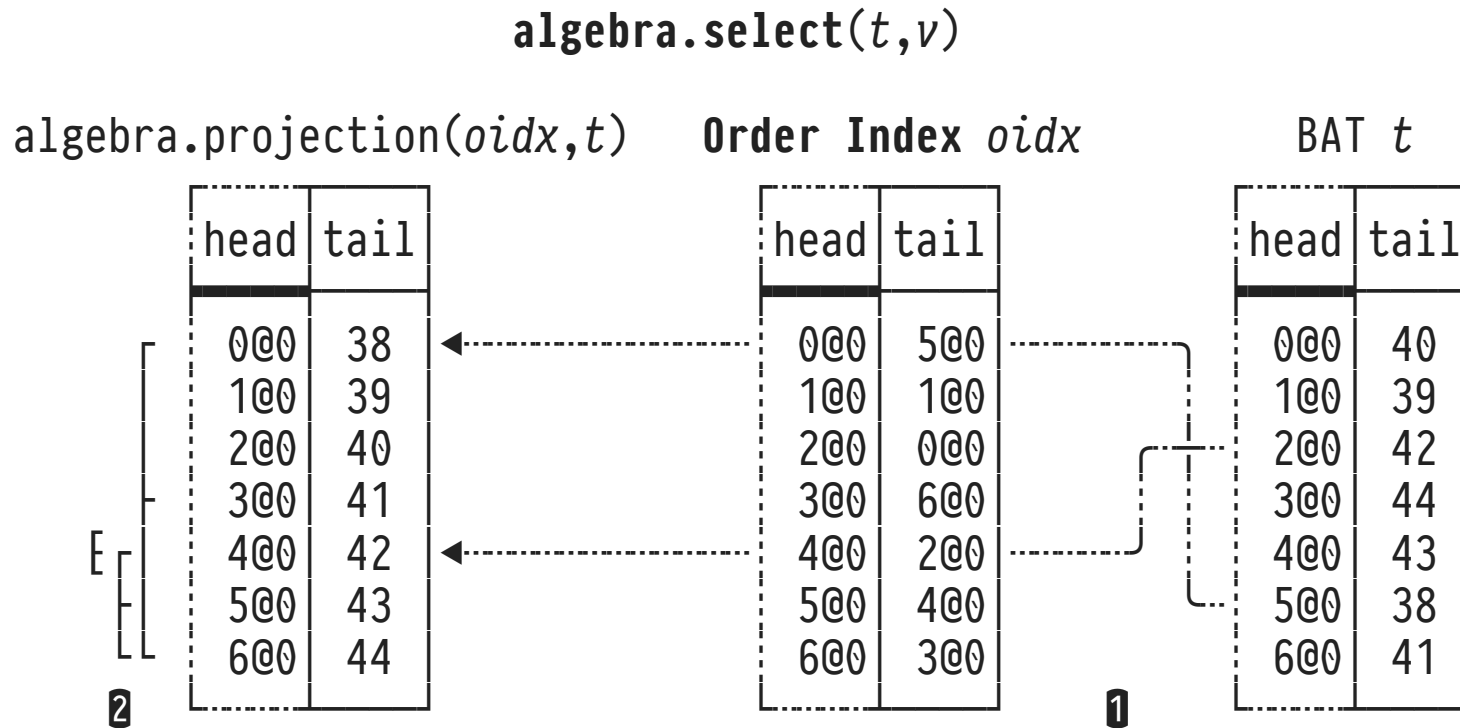 algebra.select(t,v)
algebra.projection(oidx,t) Order Index oidx BAT t
head tail head tail head tail
0@0 38 0@0 5@0 0@0 40
1@0 39 1@0 1@0 1@0 39
2@0 40 2@0 0@0 2@0 42
3@0 41 3@0 6@0 3@0 44
4@0 42 4@0 2@0 4@0 43
5@0 43 5@0 4@0 5@0 38
6@0 44 6@0 3@0 6@0 41
2 1